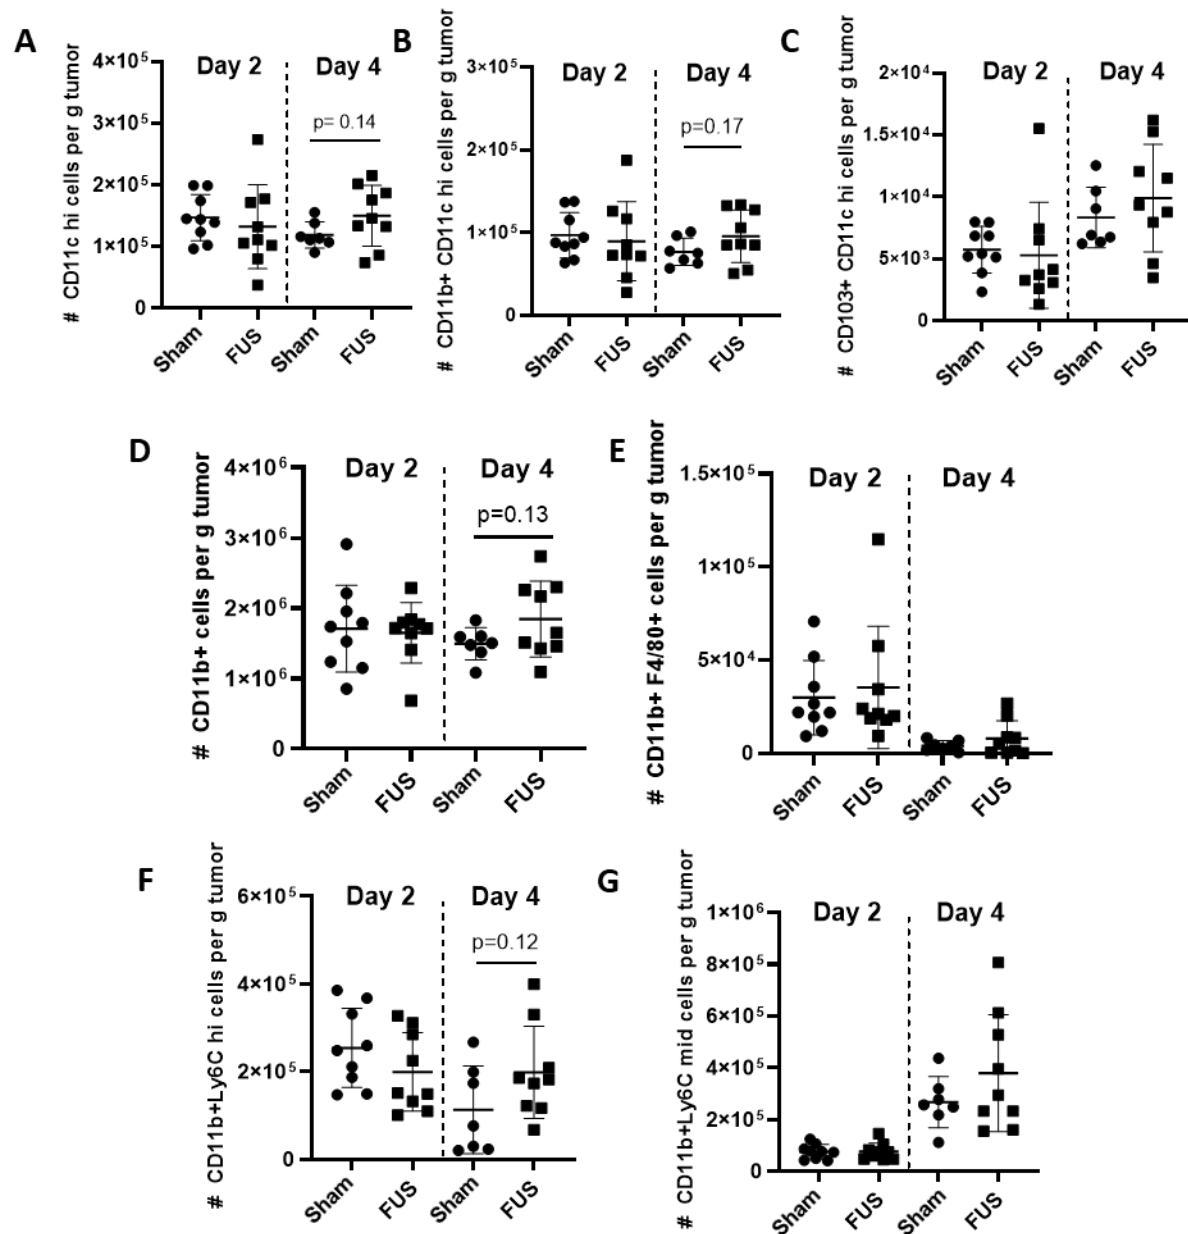 A
# CD11c hi cells per g tumor
4×10⁵
3×10⁵
2×10⁵
1×10⁵
0
Day 2
Day 4
p= 0.14
Sham
FUS
Sham
FUS
B
# CD11b+ CD11c hi cells per g tumor
3×10⁵
2×10⁵
1×10⁵
0
Day 2
Day 4
p=0.17
Sham
FUS
Sham
FUS
C
# CD103+ CD11c hi cells per g tumor
2×10⁴
1.5×10⁴
1×10⁴
5×10³
0
Day 2
Day 4
Sham
FUS
Sham
FUS
D
# CD11b+ cells per g tumor
4×10⁶
3×10⁶
2×10⁶
1×10⁶
0
Day 2
Day 4
p=0.13
Sham
FUS
Sham
FUS
E
# CD11b+ F4/80+ cells per g tumor
1.5×10⁵
1×10⁵
5×10⁴
0
Day 2
Day 4
Sham
FUS
Sham
FUS
F
# CD11b+Ly6C hi cells per g tumor
6×10⁵
4×10⁵
2×10⁵
0
Day 2
Day 4
p=0.12
Sham
FUS
Sham
FUS
G
# CD11b+Ly6C mid cells per g tumor
1×10⁶
8×10⁵
6×10⁵
4×10⁵
2×10⁵
0
Day 2
Day 4
Sham
FUS
Sham
FUS